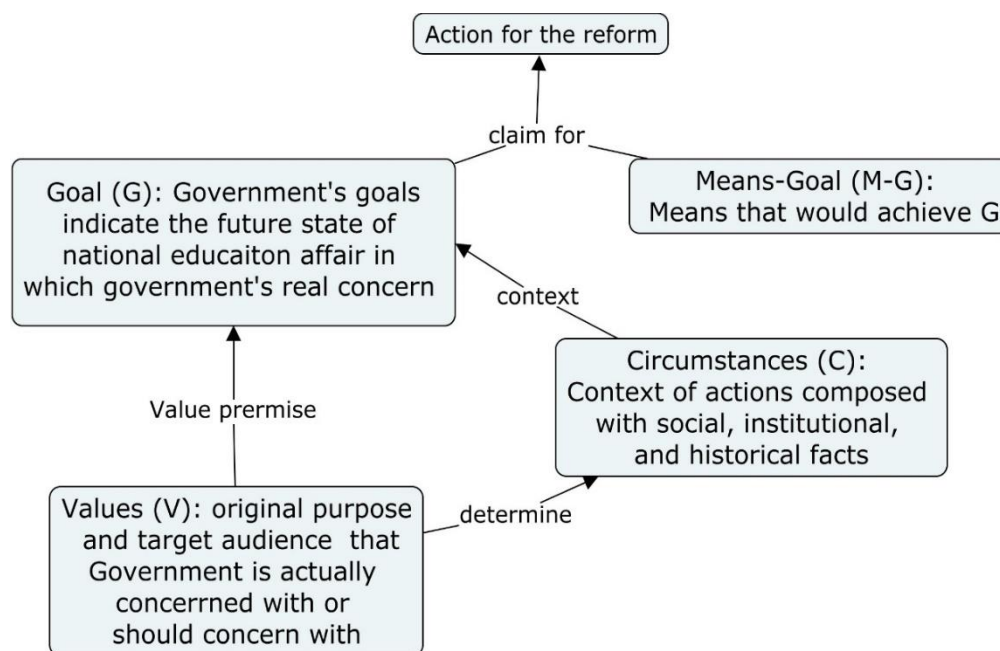 Action for the reform
claim for
Goal (G): Government's goals
indicate the future state of
national educaiton affair in
which government's real concern
Means-Goal (M-G):
Means that would achieve G
context
Circumstances (C):
Context of actions composed
with social, institutional,
and historical facts
Value prermise
Values (V): original purpose
and target audience that
Government is actually
concerrned with or
should concern with
determine